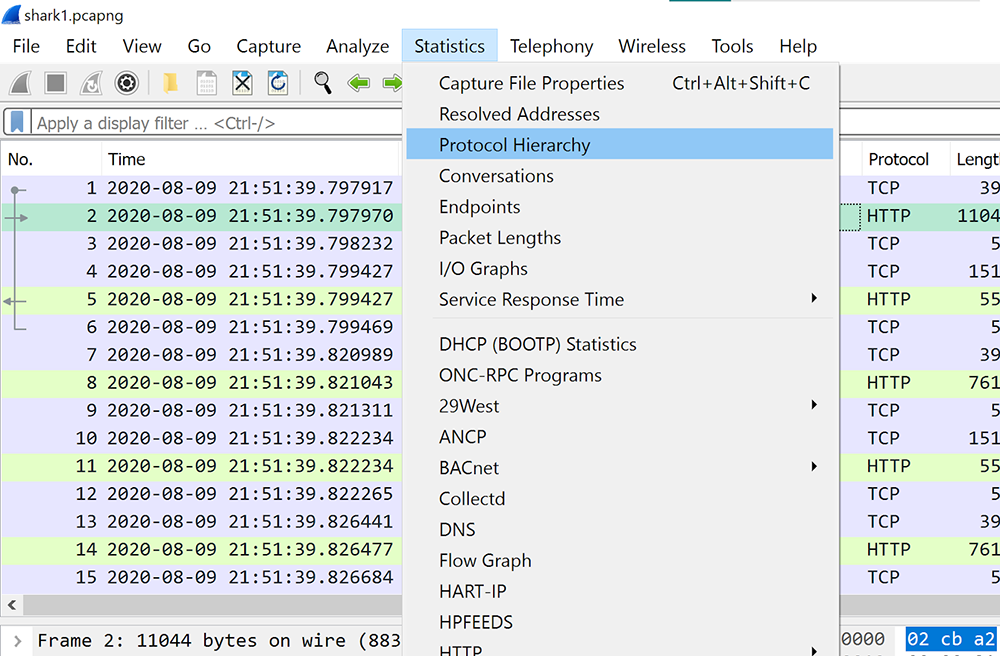 shark1.pcapng
File Edit View Go Capture Analyze Statistics Telephony Wireless Tools Help
Apply a display filter ... <Ctrl-/>
No. Time Protocol Lengt
1 2020-08-09 21:51:39.797917 TCP 39
2 2020-08-09 21:51:39.797970 HTTP 1104
3 2020-08-09 21:51:39.798232 TCP 5
4 2020-08-09 21:51:39.799427 TCP 151
5 2020-08-09 21:51:39.799427 HTTP 55
6 2020-08-09 21:51:39.799469 TCP 5
7 2020-08-09 21:51:39.820989 TCP 39
8 2020-08-09 21:51:39.821043 HTTP 761
9 2020-08-09 21:51:39.821311 TCP 5
10 2020-08-09 21:51:39.822234 TCP 151
11 2020-08-09 21:51:39.822234 HTTP 55
12 2020-08-09 21:51:39.822265 TCP 5
13 2020-08-09 21:51:39.826441 TCP 39
14 2020-08-09 21:51:39.826477 HTTP 761
15 2020-08-09 21:51:39.826684 TCP 5
Capture File Properties Ctrl+Alt+Shift+C
Resolved Addresses
Protocol Hierarchy
Conversations
Endpoints
Packet Lengths
I/O Graphs
Service Response Time
DHCP (BOOTP) Statistics
ONC-RPC Programs
29West
ANCP
BACnet
Collectd
DNS
Flow Graph
HART-IP
HPFEEDS
HTTP
Frame 2: 11044 bytes on wire (883
0000 02 cb a2